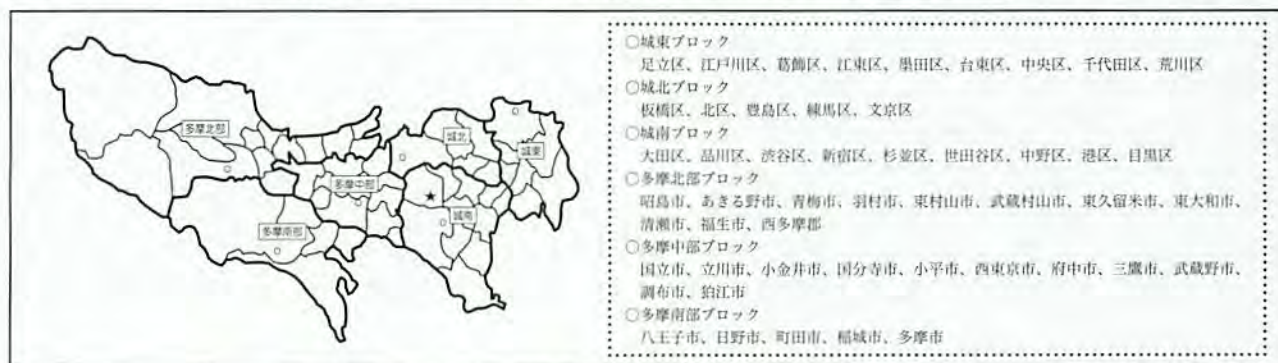 多摩北部
城北
城東
多摩中部
城南
多摩南部
○城東ブロック
足立区、江戸川区、葛飾区、江東区、墨田区、台東区、中央区、千代田区、荒川区
○城北ブロック
板橋区、北区、豊島区、練馬区、文京区
○城南ブロック
大田区、品川区、渋谷区、新宿区、杉並区、世田谷区、中野区、港区、目黒区
○多摩北部ブロック
昭島市、あきる野市、青梅市、羽村市、東村山市、武蔵村山市、東久留米市、東大和市、
清瀬市、福生市、西多摩郡
○多摩中部ブロック
国立市、立川市、小金井市、国分寺市、小平市、西東京市、府中市、三鷹市、武蔵野市、
調布市、狛江市
○多摩南部ブロック
八王子市、日野市、町田市、稲城市、多摩市